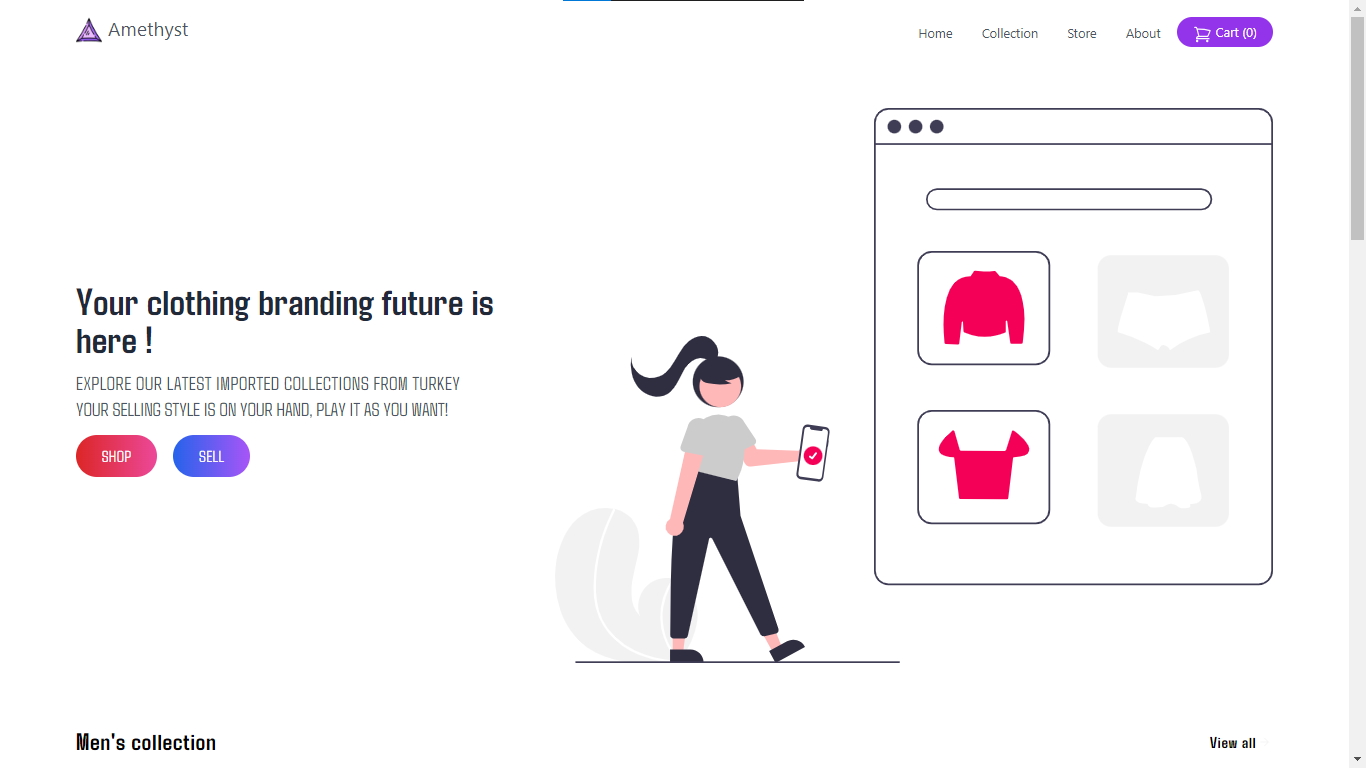 Amethyst
Home Collection Store About Cart (0)
Your clothing branding future is
here !
EXPLORE OUR LATEST IMPORTED COLLECTIONS FROM TURKEY
YOUR SELLING STYLE IS ON YOUR HAND, PLAY IT AS YOU WANT!
SHOP SELL
Men's collection View all